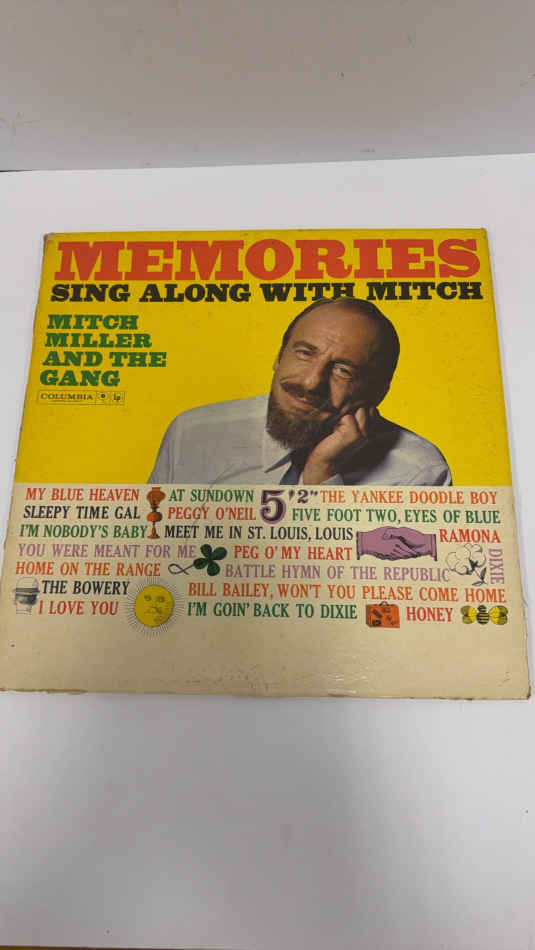 MEMORIES
SING ALONG WITH MITCH
MITCH
MILLER
AND THE
GANG
COLUMBIA lp
MY BLUE HEAVEN AT SUNDOWN 5'2" THE YANKEE DOODLE BOY
SLEEPY TIME GAL PEGGY O'NEIL FIVE FOOT TWO, EYES OF BLUE
I'M NOBODY'S BABY MEET ME IN ST. LOUIS, LOUIS RAMONA
YOU WERE MEANT FOR ME PEG O' MY HEART
HOME ON THE RANGE BATTLE HYMN OF THE REPUBLIC DIXIE
THE BOWERY BILL BAILEY, WON'T YOU PLEASE COME HOME
I LOVE YOU I'M GOIN' BACK TO DIXIE HONEY